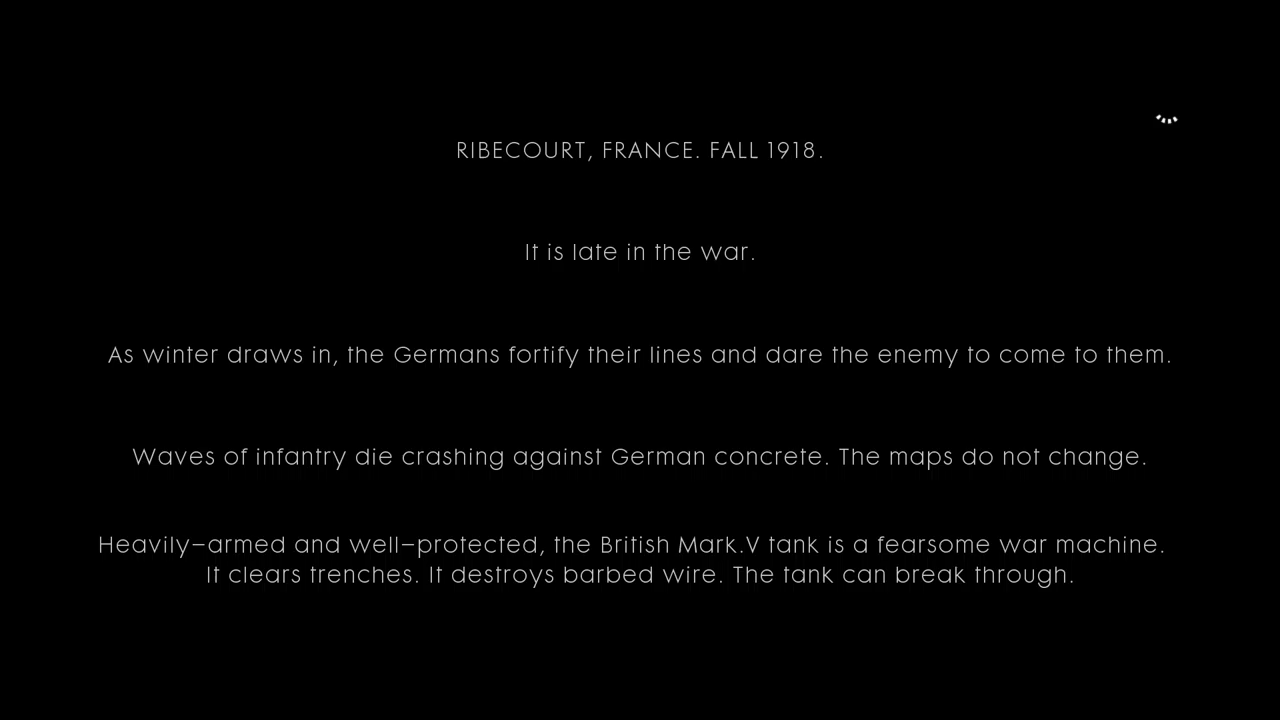 RIBECOURT, FRANCE. FALL 1918.
It is late in the war.
As winter draws in, the Germans fortify their lines and dare the enemy to come to them.
Waves of infantry die crashing against German concrete. The maps do not change.
Heavily–armed and well–protected, the British Mark.V tank is a fearsome war machine.
It clears trenches. It destroys barbed wire. The tank can break through.